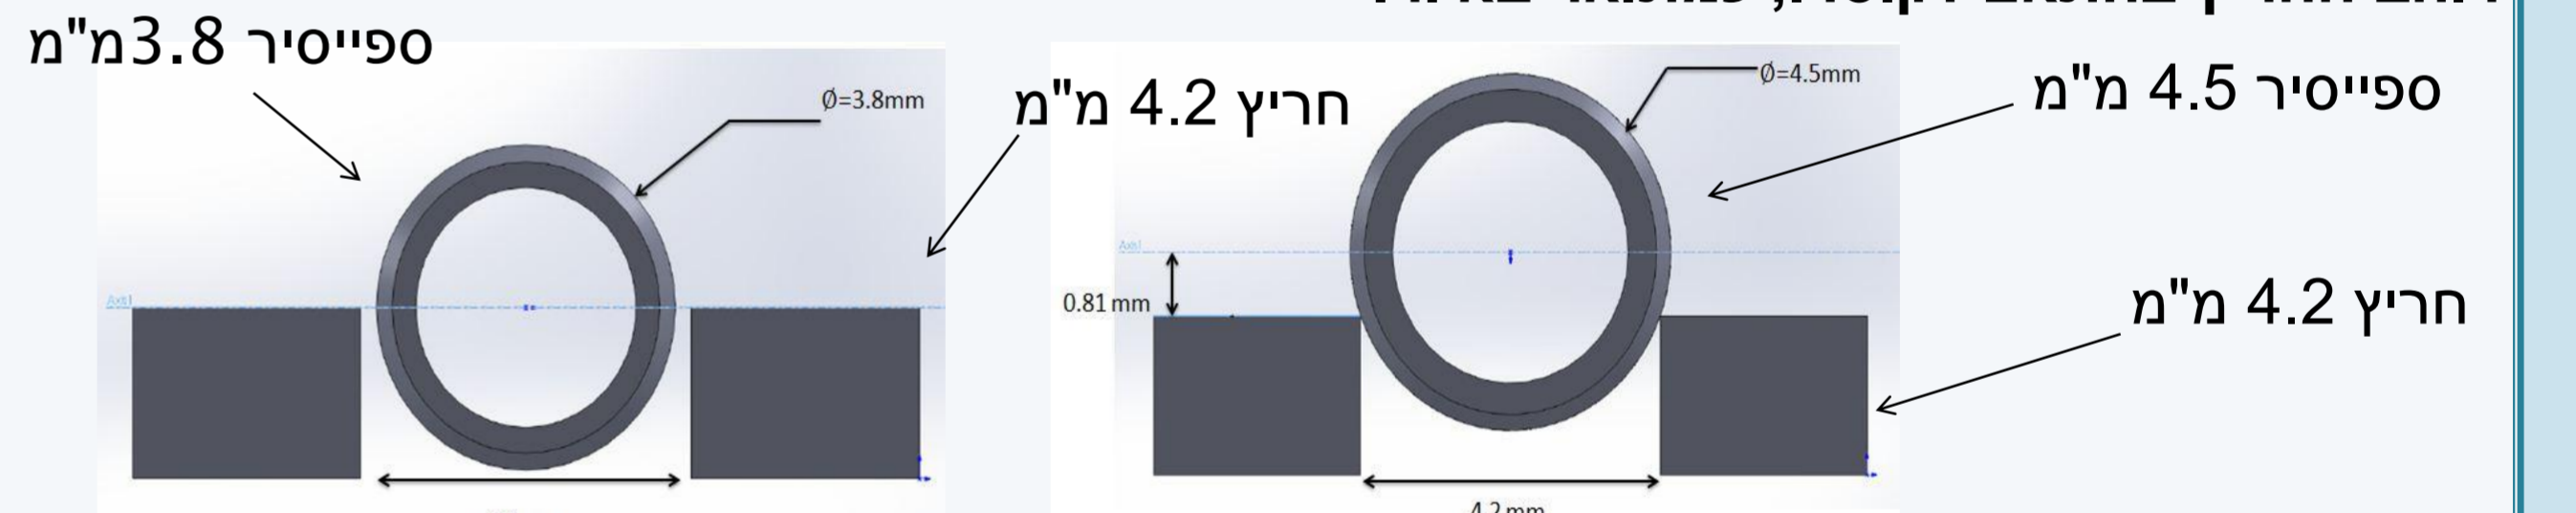 ספייסיר 3.8מ"מ
Ø=3.8mm
חריץ 4.2 מ"מ
Ø=4.5mm
ספייסיר 4.5 מ"מ
Axis1
Axis1
0.81 mm
חריץ 4.2 מ"מ
4.2 mm